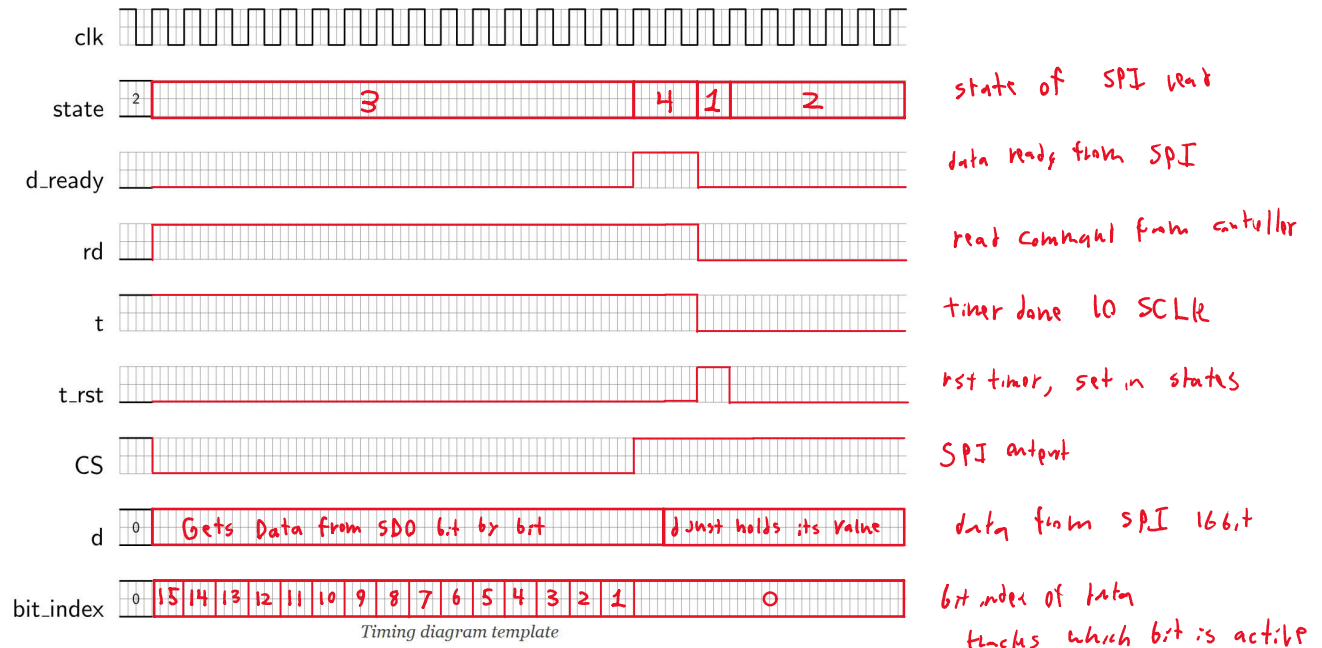 clk
state 2 3 4 1 2 state of SPI read
d_ready data ready from SPI
rd read command from controller
t timer done 10 SCLK
t_rst rst timer, set in states
CS SPI output
d 0 Gets Data from SDO bit by bit d Just holds its value data from SPI 16bit
bit_index 0 15 14 13 12 11 10 9 8 7 6 5 4 3 2 1 0 bit index of data
Timing diagram template tracks which bit is active